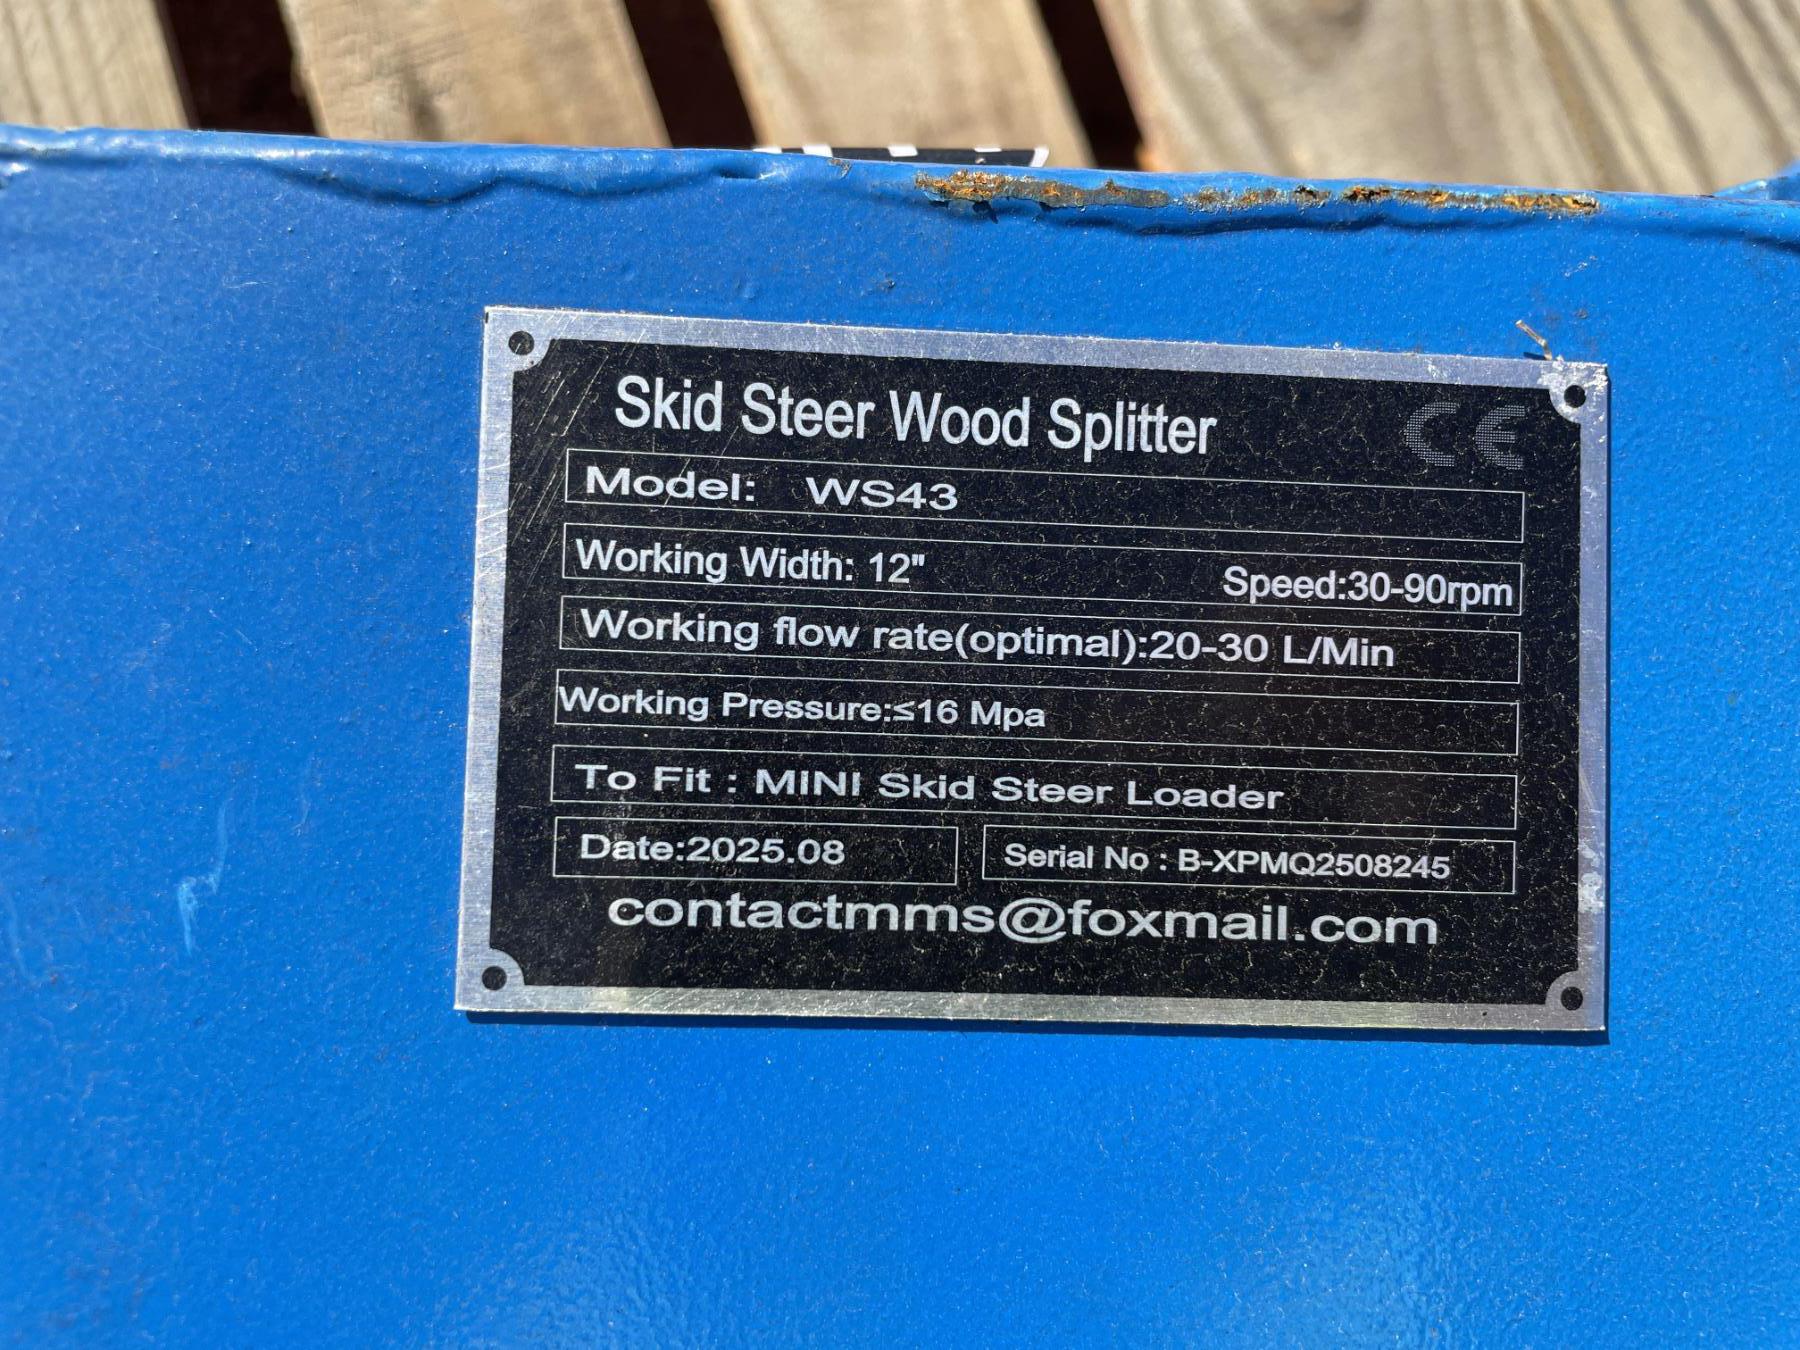 Skid Steer Wood Splitter CE
Model: WS43
Working Width: 12" Speed:30-90rpm
Working flow rate(optimal):20-30 L/Min
Working Pressure:≤16 Mpa
To Fit : MINI Skid Steer Loader
Date:2025.08 Serial No : B-XPMQ2508245
contactmms@foxmail.com